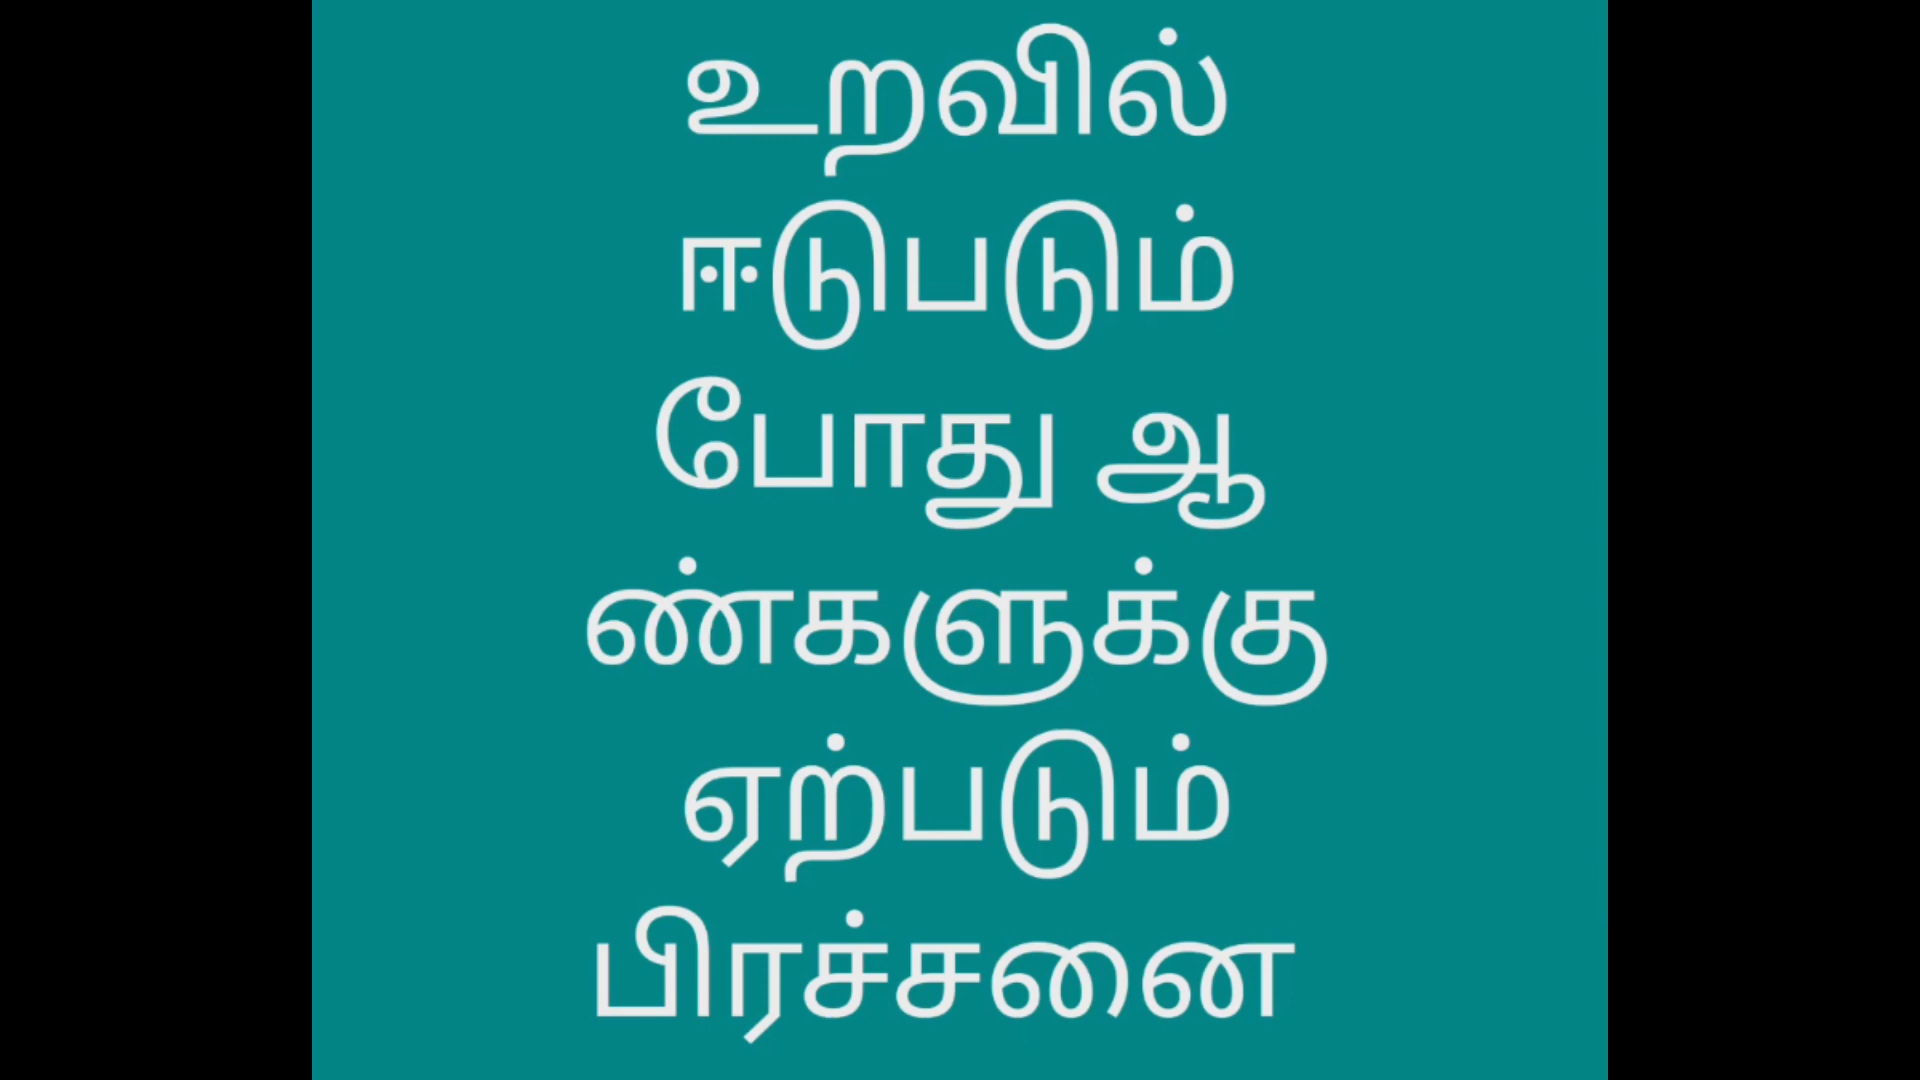 உறவில்
ஈடுபடும்
போது ஆ
ண்களுக்கு
ஏற்படும்
பிரச்சனை